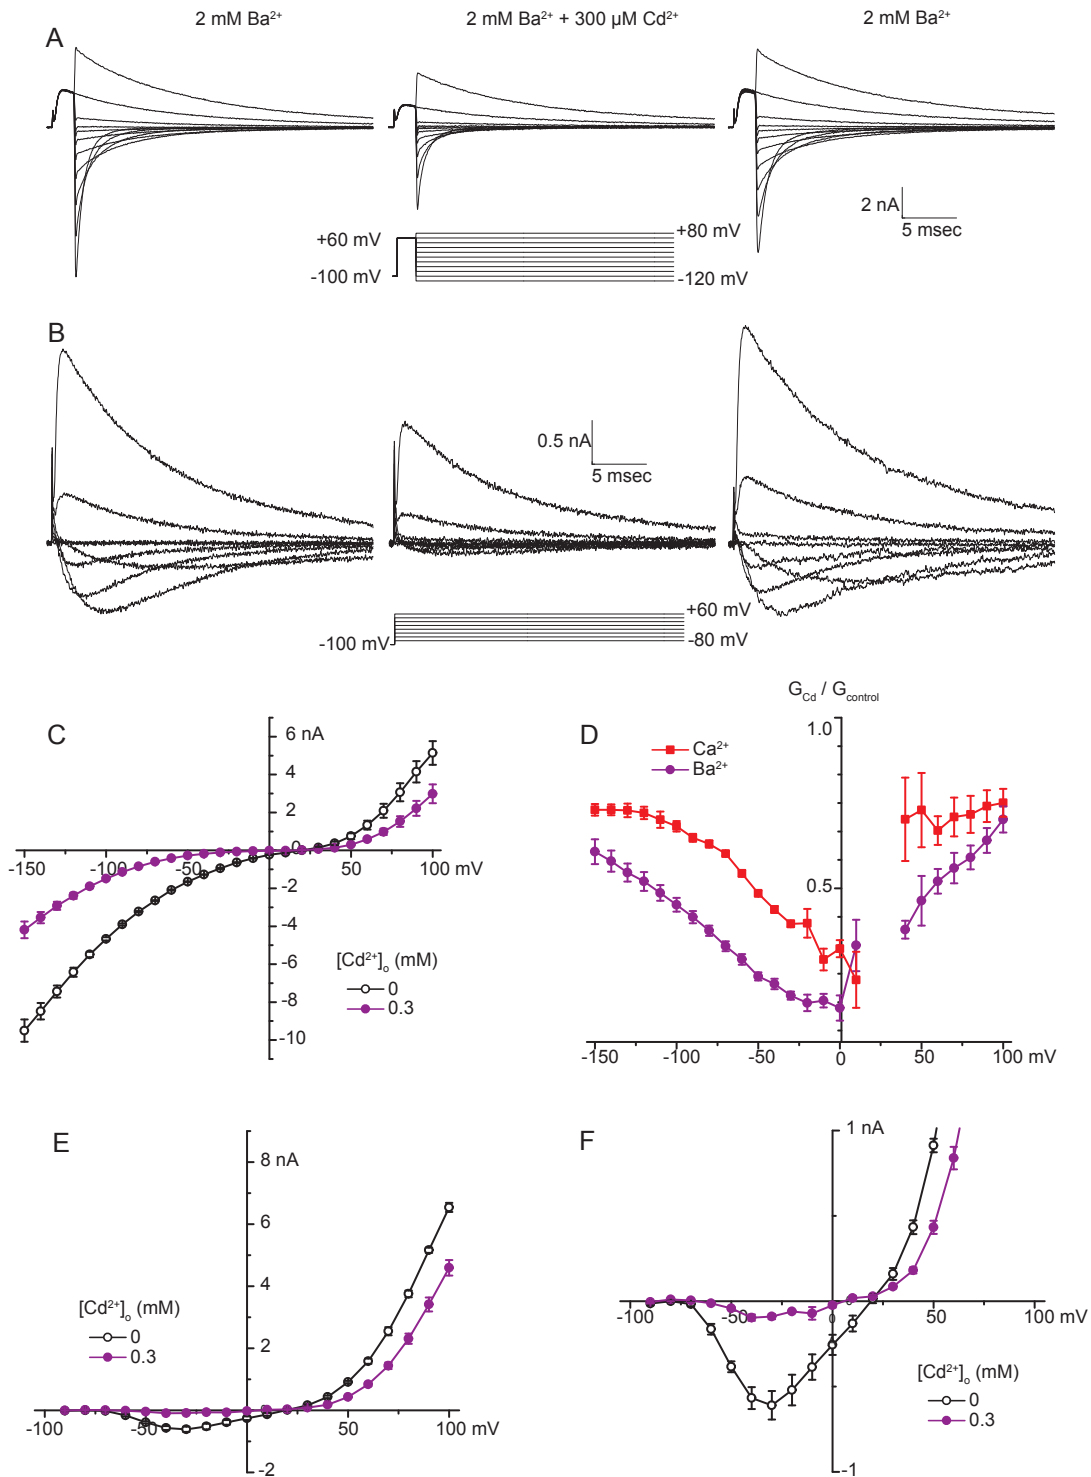 2 mM Ba²⁺
2 mM Ba²⁺ + 300 µM Cd²⁺
2 mM Ba²⁺
A
2 nA
5 msec
+60 mV
-100 mV
+80 mV
-120 mV
B
0.5 nA
5 msec
-100 mV
+60 mV
-80 mV
C
6 nA
4
2
0
-2
-4
-6
-8
-10
-150
-100
-50
50
100 mV
[Cd²⁺]ₒ (mM)
0
0.3
D
G_Cd / G_control
1.0
0.5
Ca²⁺
Ba²⁺
-150
-100
-50
0
50
100 mV
E
8 nA
6
4
2
0
-2
-100
-50
50
100 mV
[Cd²⁺]ₒ (mM)
0
0.3
F
1 nA
0
-1
-100
-50
50
100 mV
[Cd²⁺]ₒ (mM)
0
0.3